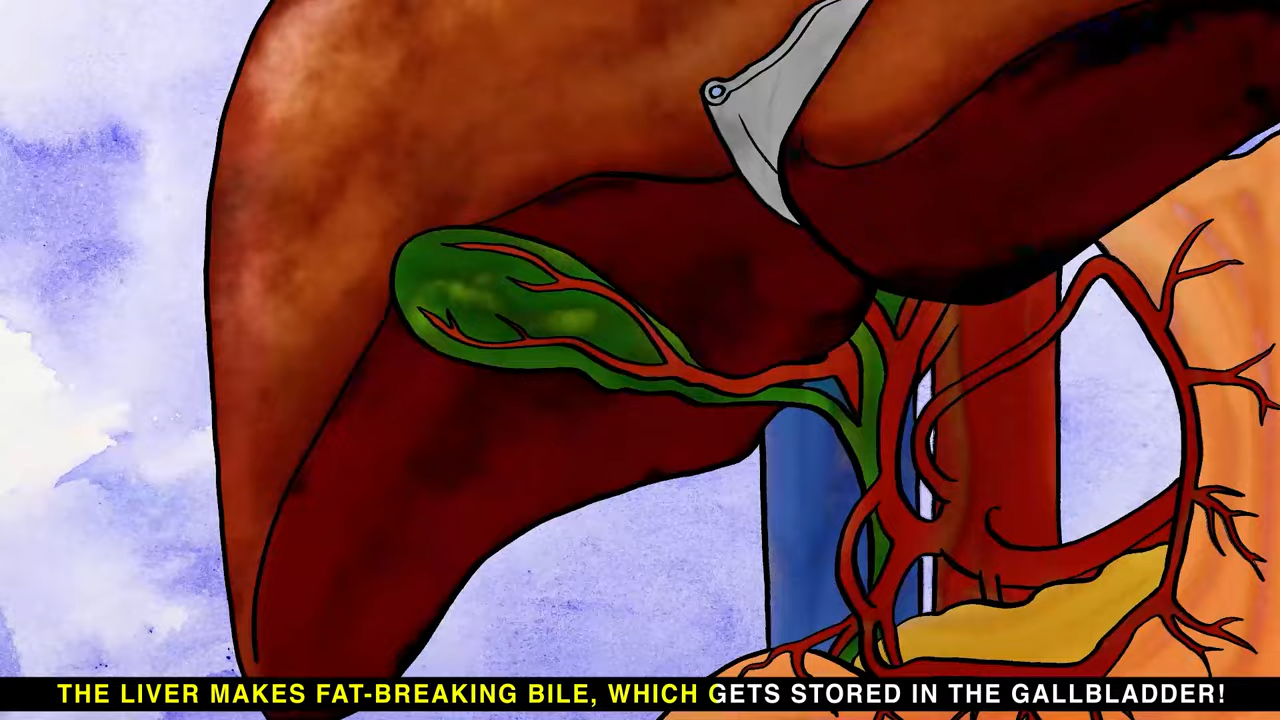 THE LIVER MAKES FAT-BREAKING BILE, WHICH GETS STORED IN THE GALLBLADDER!